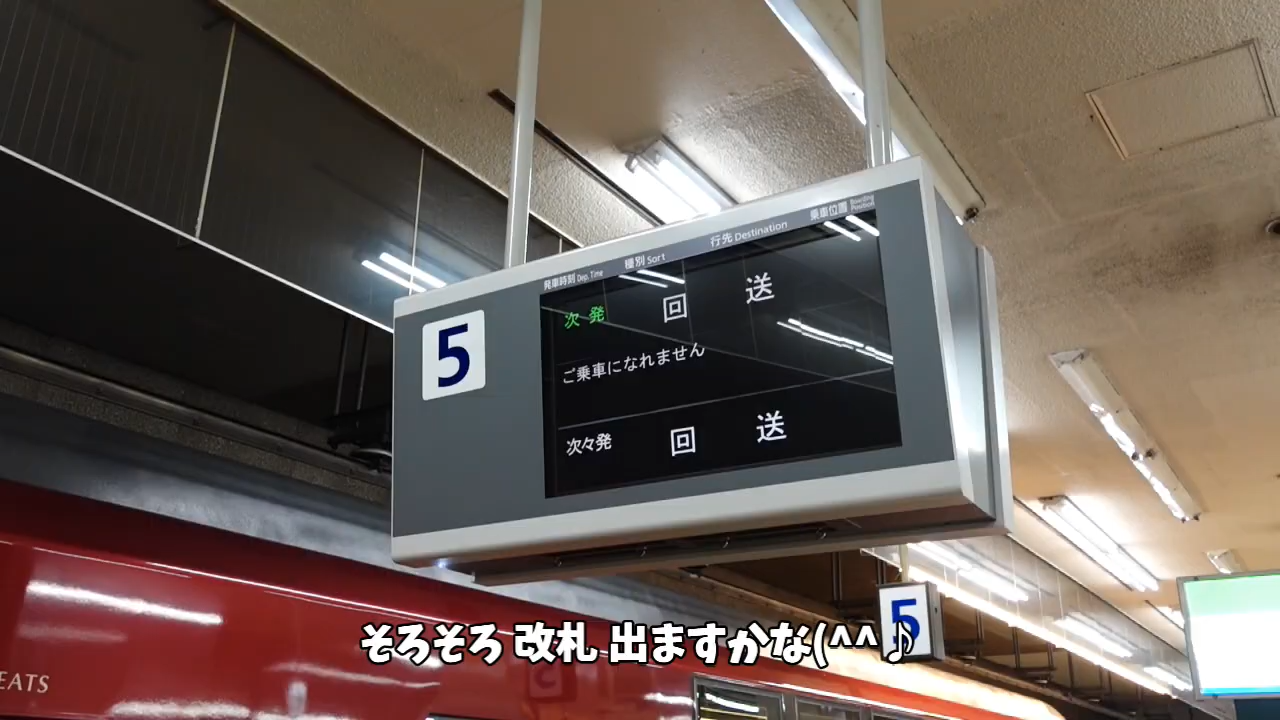 発車時刻 Dep. Time 種別 Sort 行先 Destination 乗車位置 Boarding Position
5
次発 回送
ご乗車になれません
次々発 回送
5
EATS
そろそろ 改札 出ますかな(^^♪